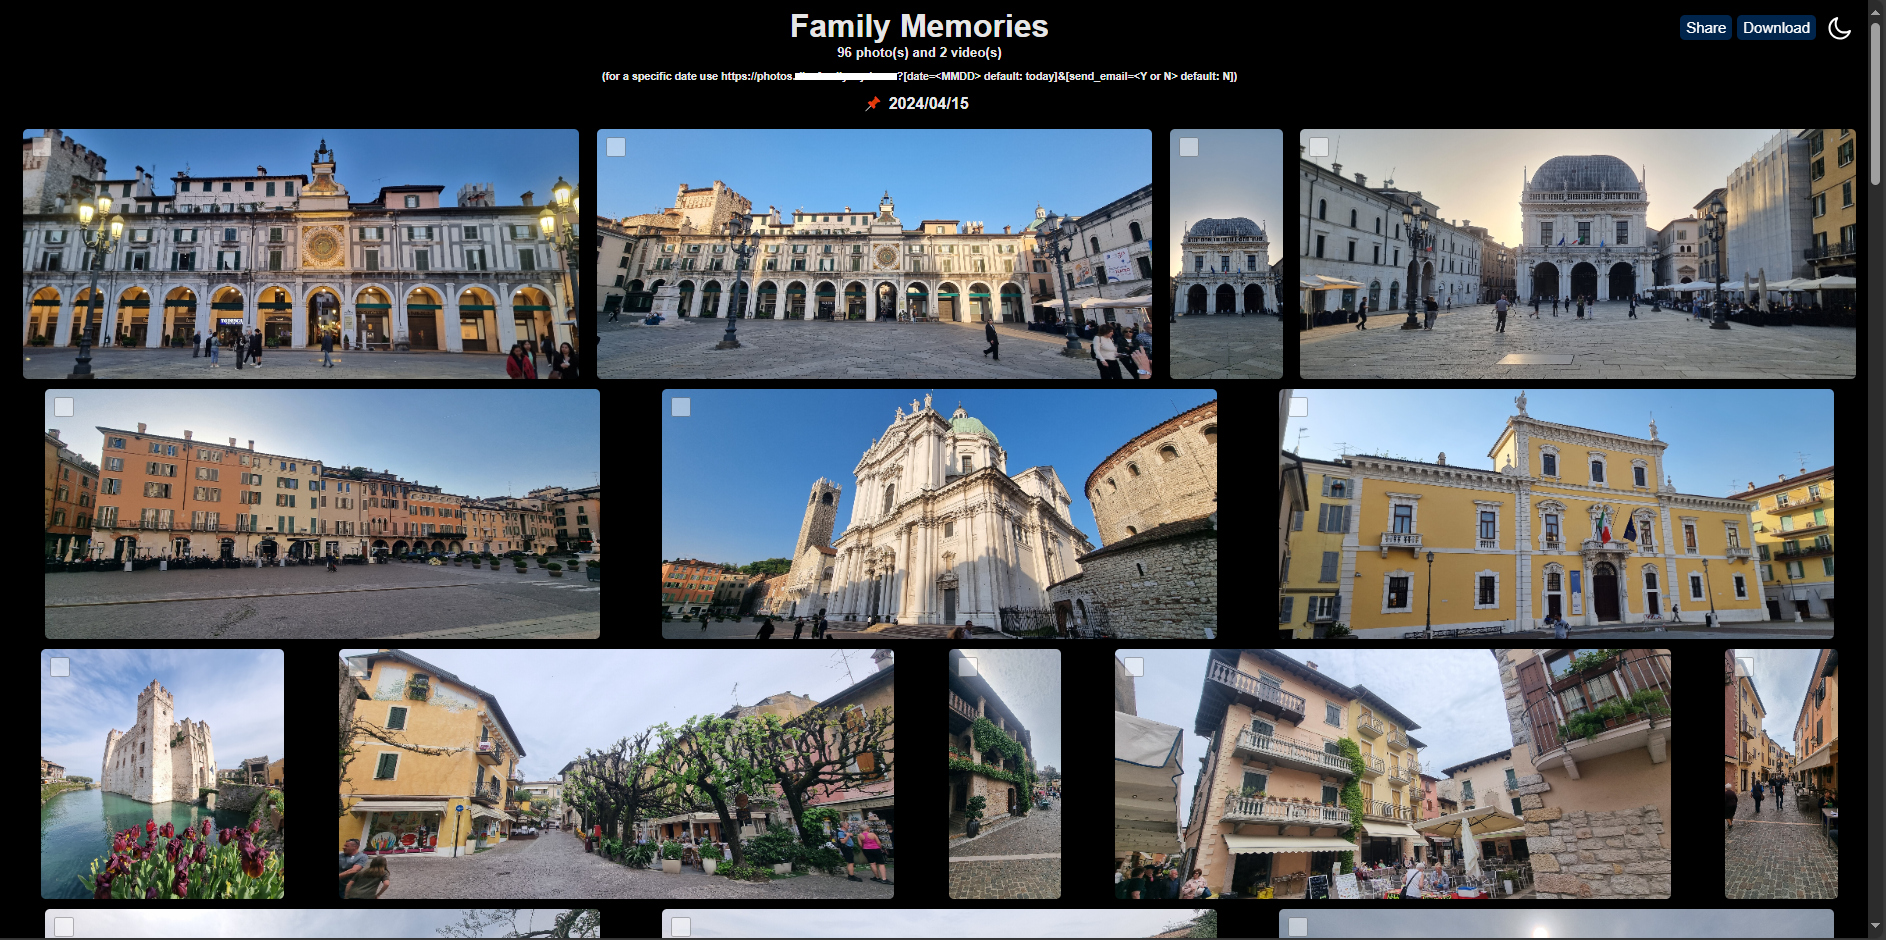 Family Memories
Share Download
96 photo(s) and 2 video(s)
(for a specific date use https://photos. ?[date=<MMDD> default: today]&[send_email=<Y or N> default: N])
2024/04/15